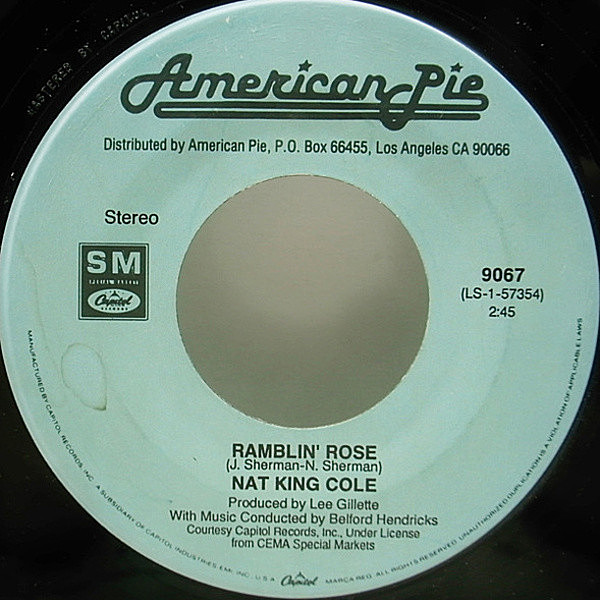 MASTERED BY CAPITOL
American Pie
Distributed by American Pie, P.O. Box 66455, Los Angeles CA 90066
Stereo
SM
Capitol
9067
(LS-1-57354)
2:45
RAMBLIN' ROSE
(J. Sherman-N. Sherman)
NAT KING COLE
Produced by Lee Gillette
With Music Conducted by Belford Hendricks
Courtesy Capitol Records, Inc., Under License
from CEMA Special Markets
MANUFACTURED BY CAPITOL RECORDS, INC., A SUBSIDIARY OF CAPITOL INDUSTRIES-EMI, INC., U.S.A. Capitol MARCA REG. ALL RIGHTS RESERVED. UNAUTHORIZED DUPLICATION IS A VIOLATION OF APPLICABLE LAWS